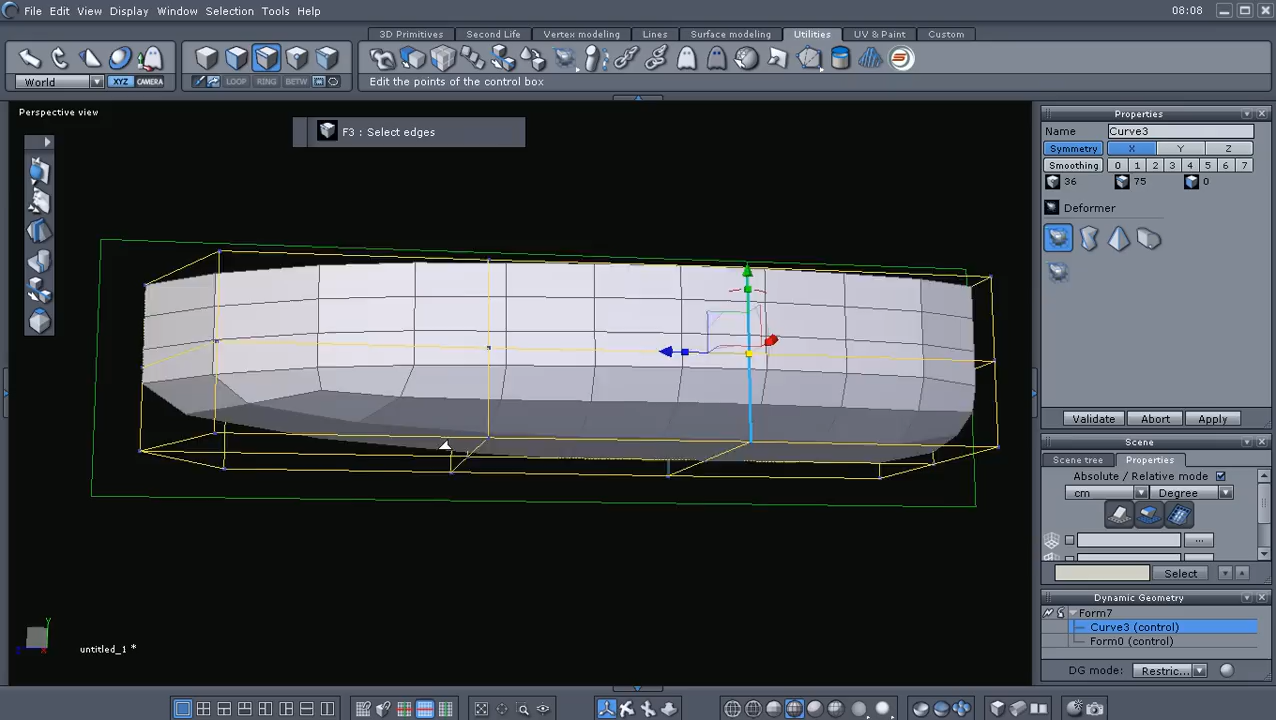 File Edit View Display Window Selection Tools Help 08:08
3D Primitives Second Life Vertex modeling Lines Surface modeling Utilities UV & Paint Custom
World XYZ CAMERA LOOP RING BETW
Edit the points of the control box
Perspective view
F3 : Select edges
Properties
Name Curve3
Symmetry X Y Z
Smoothing 0 1 2 3 4 5 6 7
36 75 0
Deformer
Validate Abort Apply
Scene
Scene tree Properties
Absolute / Relative mode
cm Degree
...
Select
Dynamic Geometry
Form7
Curve3 (control)
Form0 (control)
DG mode: Restric...
untitled_1 *